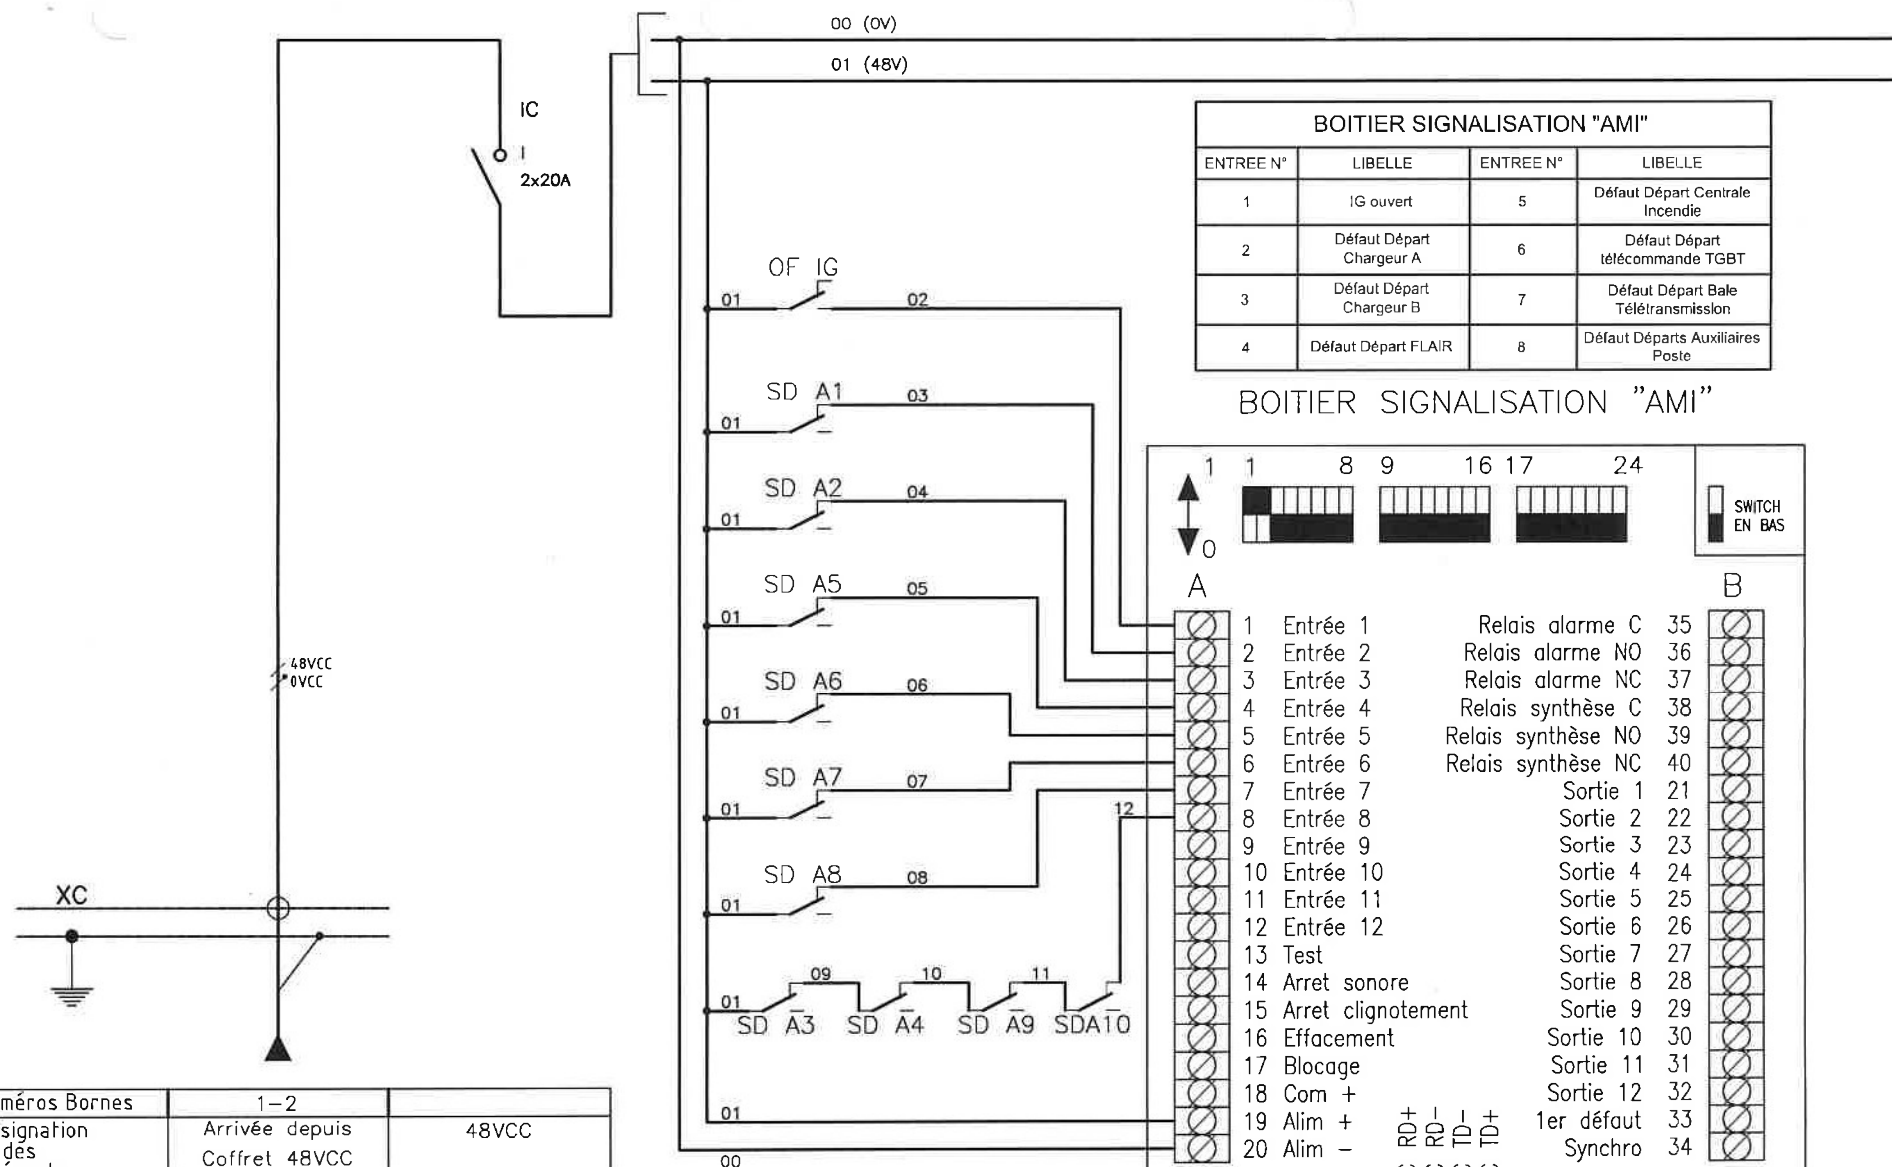 00 (0V)
01 (48V)
IC
I
2x20A
BOITIER SIGNALISATION "AMI"
ENTREE N° LIBELLE ENTREE N° LIBELLE
1 IG ouvert 5 Défaut Départ Centrale Incendie
2 Défaut Départ Chargeur A 6 Défaut Départ télécommande TGBT
3 Défaut Départ Chargeur B 7 Défaut Départ Baie Télétransmission
4 Défaut Départ FLAIR 8 Défaut Départs Auxiliaires Poste
BOITIER SIGNALISATION "AMI"
OF IG
01 02
SD A1
01 03
SD A2
01 04
SD A5
01 05
SD A6
01 06
SD A7
01 07
SD A8
01 08
12
01 09 10 11
SD A3 SD A4 SD A9 SDA10
01
00
48VCC
0VCC
XC
1 1 8 9 16 17 24
0
SWITCH
EN BAS
A B
1 Entrée 1 Relais alarme C 35
2 Entrée 2 Relais alarme NO 36
3 Entrée 3 Relais alarme NC 37
4 Entrée 4 Relais synthèse C 38
5 Entrée 5 Relais synthèse NO 39
6 Entrée 6 Relais synthèse NC 40
7 Entrée 7 Sortie 1 21
8 Entrée 8 Sortie 2 22
9 Entrée 9 Sortie 3 23
10 Entrée 10 Sortie 4 24
11 Entrée 11 Sortie 5 25
12 Entrée 12 Sortie 6 26
13 Test Sortie 7 27
14 Arret sonore Sortie 8 28
15 Arret clignotement Sortie 9 29
16 Effacement Sortie 10 30
17 Blocage Sortie 11 31
18 Com + Sortie 12 32
19 Alim + 1er défaut 33
20 Alim - Synchro 34
RD+
RD-
TD-
TD+
méros Bornes 1-2
signation Arrivée depuis 48VCC
des Coffret 48VCC